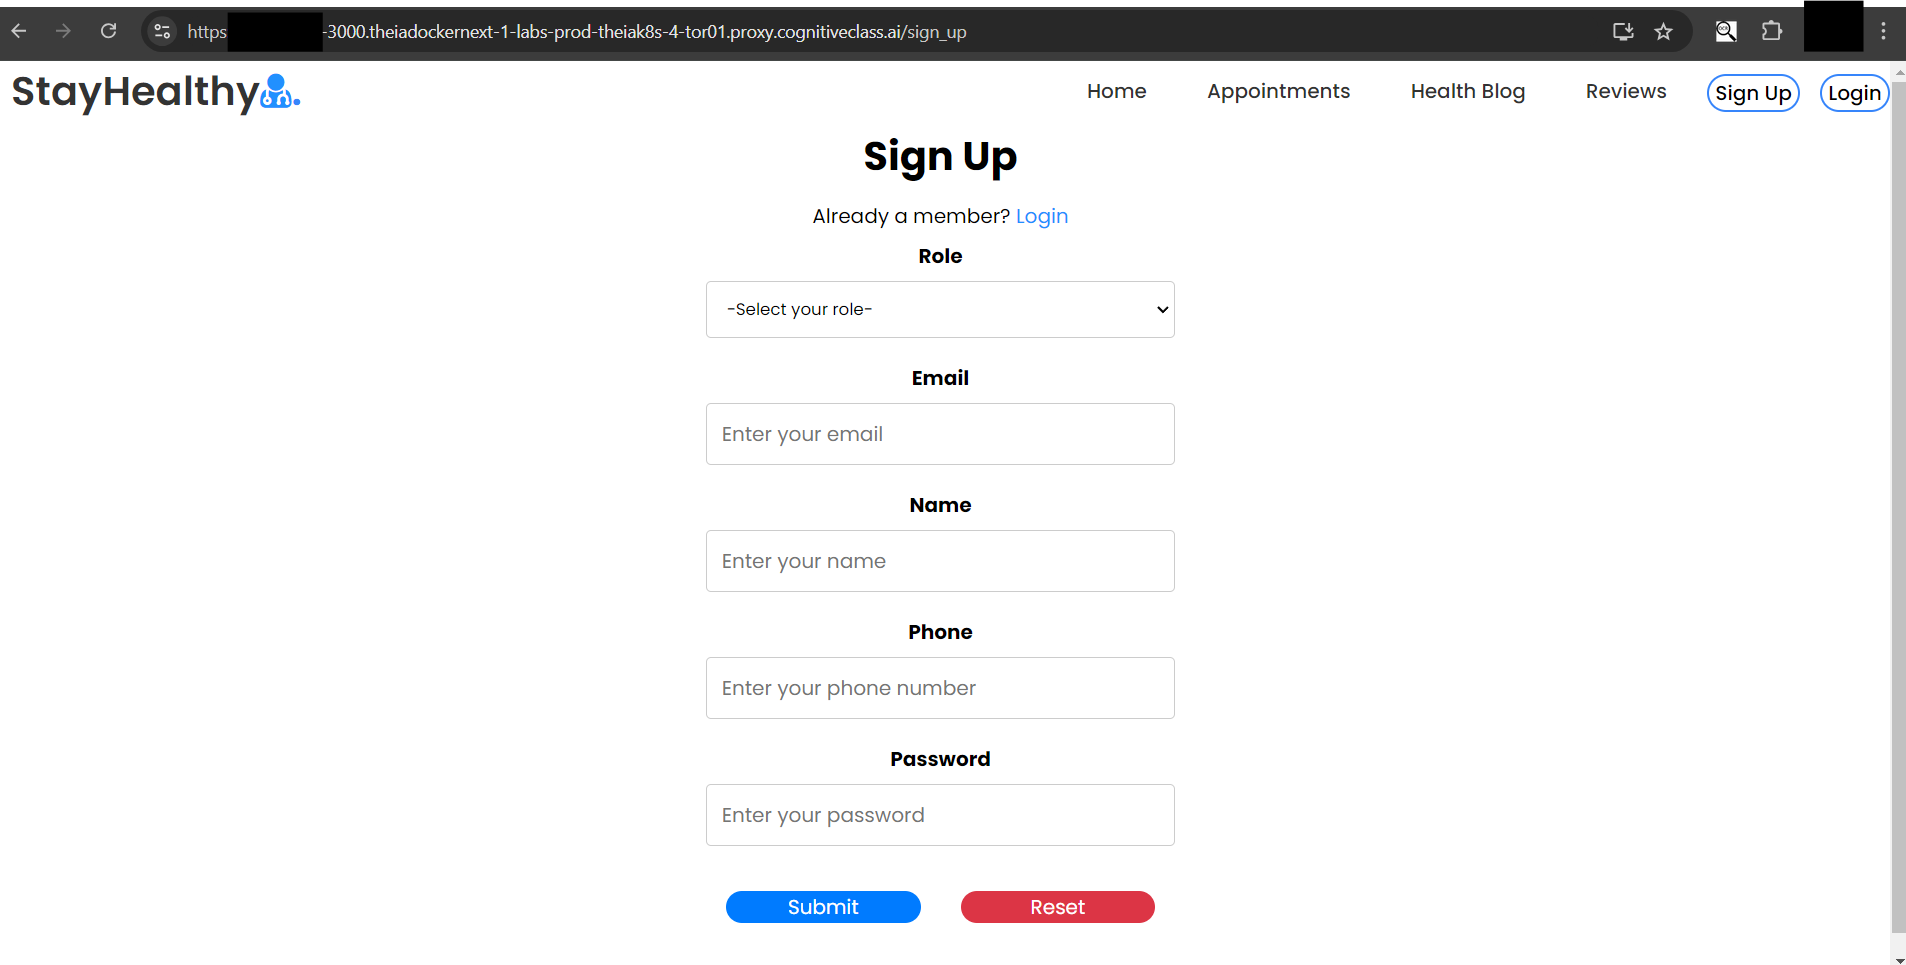 https -3000.theiadockernext-1-labs-prod-theiak8s-4-tor01.proxy.cognitiveclass.ai/sign_up
StayHealthy. Home Appointments Health Blog Reviews Sign Up Login
Sign Up
Already a member? Login
Role
-Select your role-
Email
Enter your email
Name
Enter your name
Phone
Enter your phone number
Password
Enter your password
Submit Reset